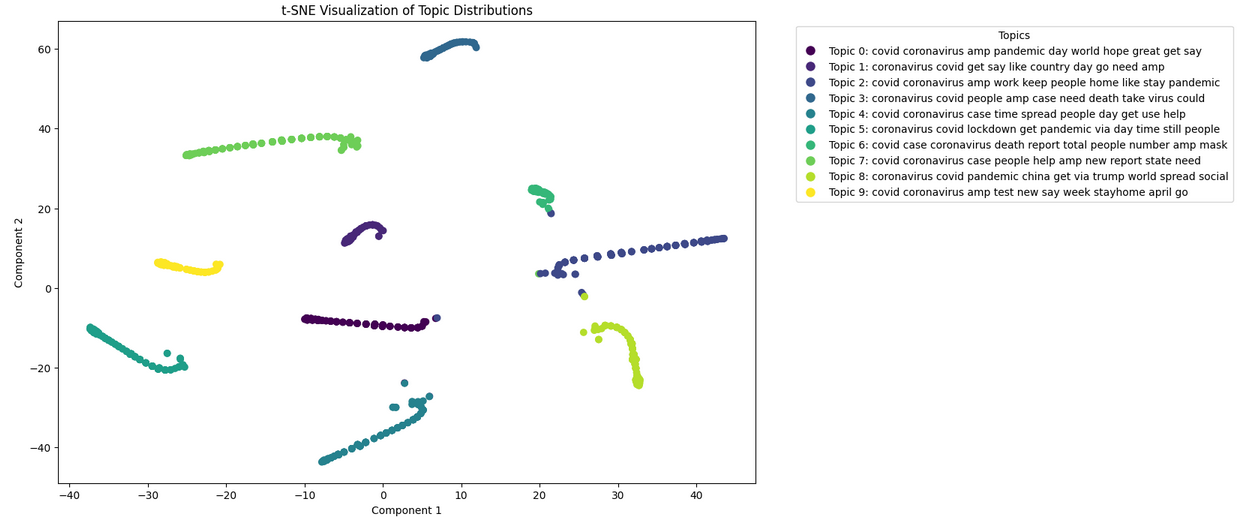 t-SNE Visualization of Topic Distributions
60
40
20
0
−20
−40
Component 2
−40
−30
−20
−10
0
10
20
30
40
Component 1
Topics
Topic 0: covid coronavirus amp pandemic day world hope great get say
Topic 1: coronavirus covid get say like country day go need amp
Topic 2: covid coronavirus amp work keep people home like stay pandemic
Topic 3: coronavirus covid people amp case need death take virus could
Topic 4: covid coronavirus case time spread people day get use help
Topic 5: coronavirus covid lockdown get pandemic via day time still people
Topic 6: covid case coronavirus death report total people number amp mask
Topic 7: covid coronavirus case people help amp new report state need
Topic 8: coronavirus covid pandemic china get via trump world spread social
Topic 9: covid coronavirus amp test new say week stayhome april go